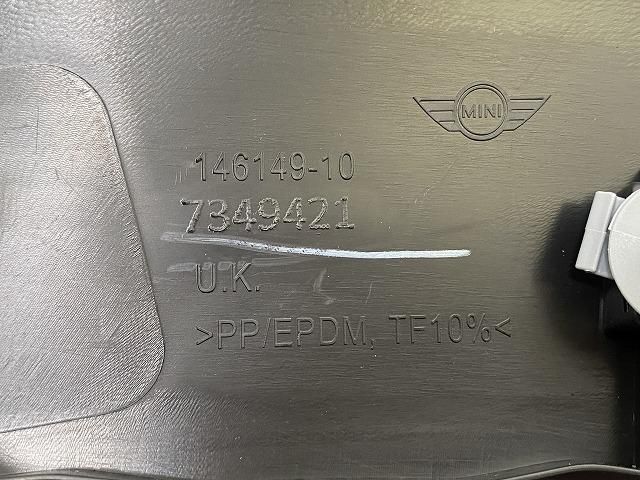 MINI
146149-10
7349421
U.K.
>PP/EPDM, TF10%<